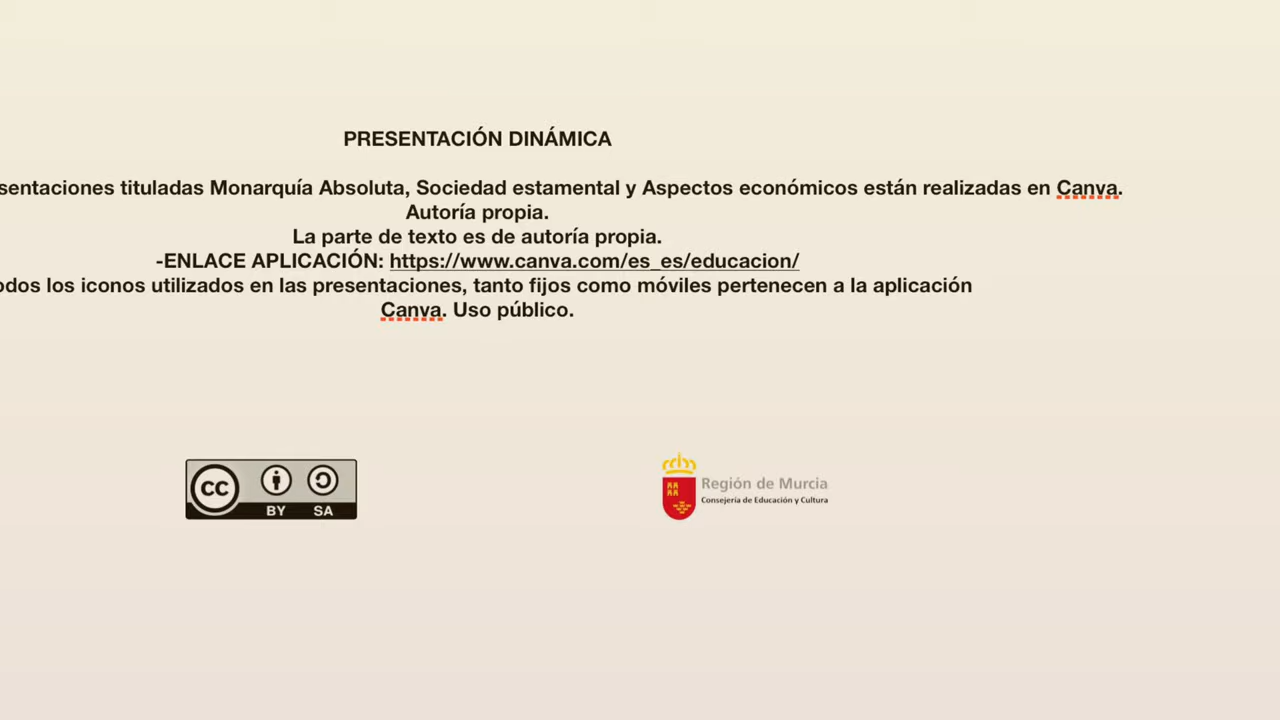 PRESENTACIÓN DINÁMICA
tituladas Monarquía Absoluta, Sociedad estamental y Aspectos económicos están realizadas en Canva.
Autoría propia.
La parte de texto es de autoría propia.
-ENLACE APLICACIÓN: https://www.canva.com/es_es/educacion/
los iconos utilizados en las presentaciones, tanto fijos como móviles pertenecen a la aplicación
Canva. Uso público.
CC BY SA
Región de Murcia
Consejería de Educación y Cultura